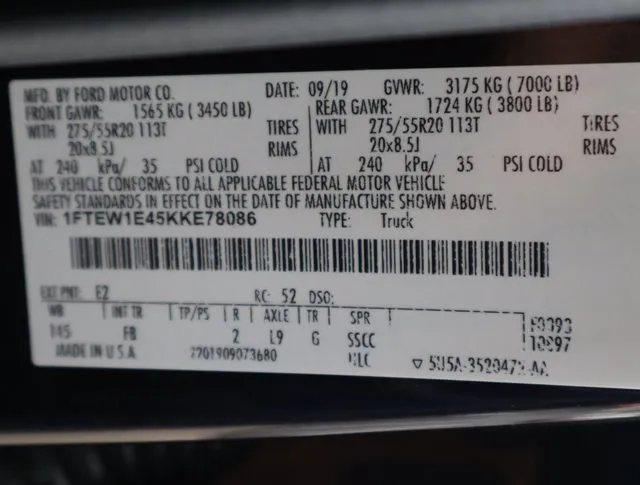 MFD. BY FORD MOTOR CO. DATE: 09/19 GVWR: 3175 KG ( 7000 LB)
FRONT GAWR: 1565 KG ( 3450 LB) REAR GAWR: 1724 KG ( 3800 LB)
WITH 275/55R20 113T TIRES WITH 275/55R20 113T TIRES
20x8.5J RIMS 20x8.5J RIMS
AT 240 kPa/ 35 PSI COLD AT 240 kPa/ 35 PSI COLD
THIS VEHICLE CONFORMS TO ALL APPLICABLE FEDERAL MOTOR VEHICLE
SAFETY STANDARDS IN EFFECT ON THE DATE OF MANUFACTURE SHOWN ABOVE.
VIN: 1FTEW1E45KKE78086 TYPE: Truck
EXT PNT: E2 RC: 52 DSO:
WB INT TR TP/PS R AXLE TR SPR
145 FB 2 L9 G SSCC
MADE IN U.S.A.